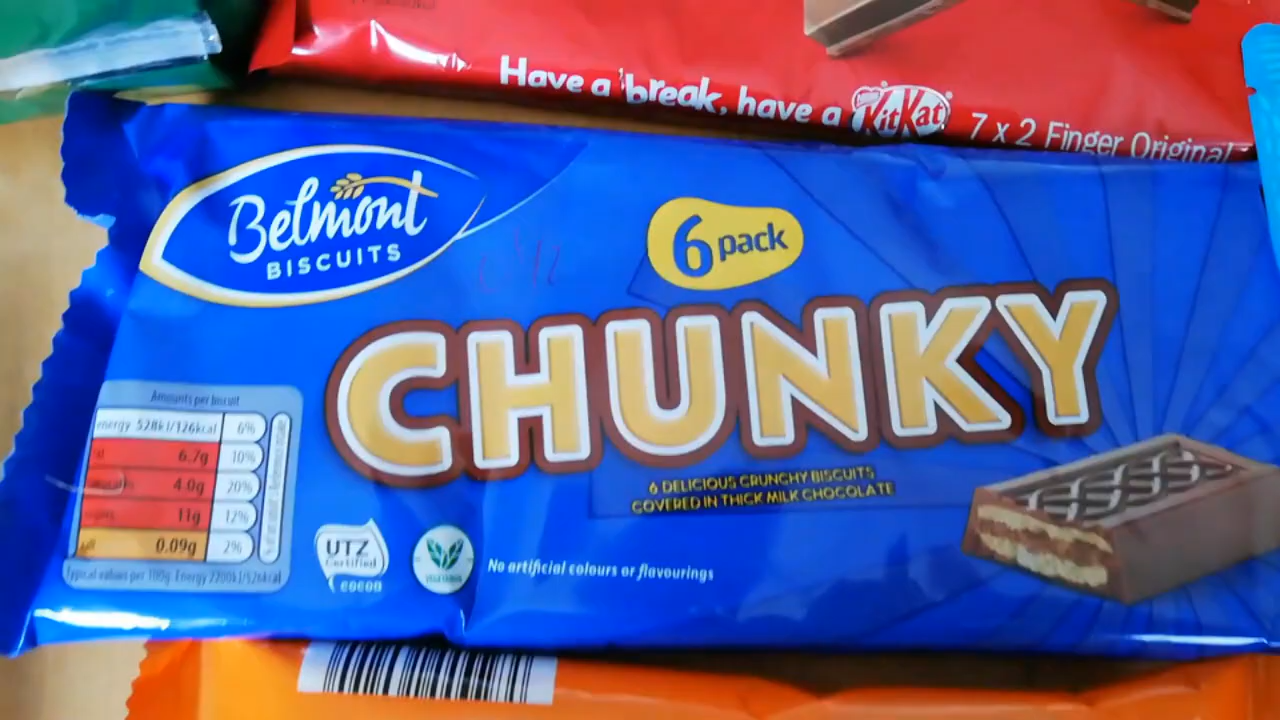 Have a break, have a KitKat 7 x 2 Finger Original
Belmont
BISCUITS
6 pack
CHUNKY
6 DELICIOUS CRUNCHY BISCUITS
COVERED IN THICK MILK CHOCOLATE
Amounts per biscuit
energy 528kJ/126kcal 6%
6.7g 10%
4.0g 20%
11g 12%
0.09g 2%
Typical values per 100g: Energy 2200kJ/526kcal
UTZ
Certified
COCOA
VEGETARIAN
No artificial colours or flavourings